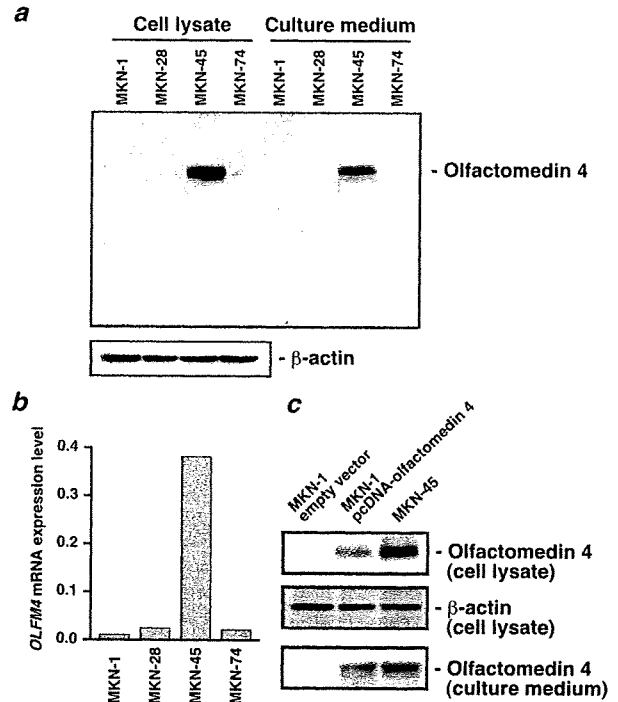 a
Cell lysate Culture medium
MKN-1 MKN-28 MKN-45 MKN-74 MKN-1 MKN-28 MKN-45 MKN-74
- Olfactomedin 4
- β-actin
b
OLFM4 mRNA expression level
0.4
0.3
0.2
0.1
0.0
MKN-1 MKN-28 MKN-45 MKN-74
c
MKN-1
empty vector
MKN-1
pcDNA-olfactomedin 4
MKN-45
- Olfactomedin 4
(cell lysate)
- β-actin
(cell lysate)
- Olfactomedin 4
(culture medium)